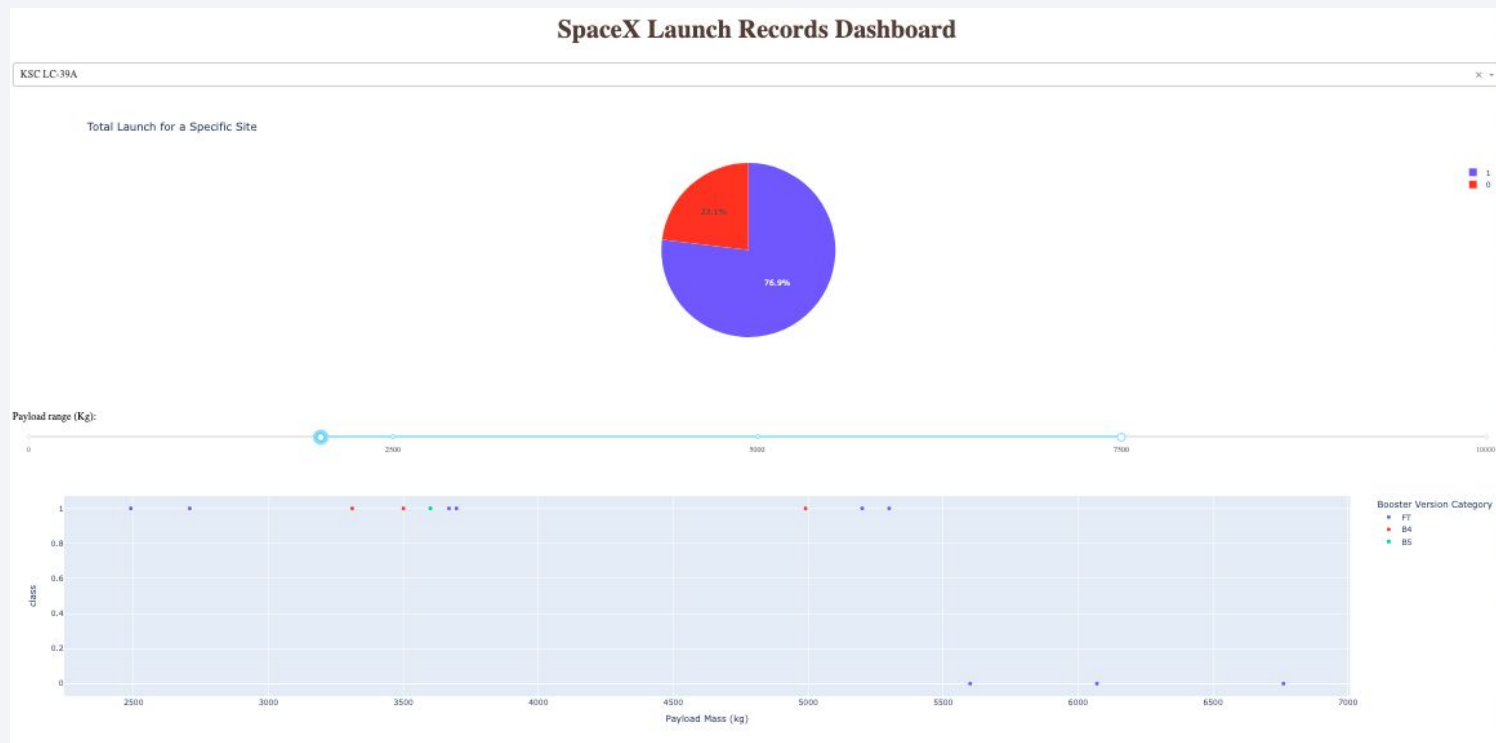 SpaceX Launch Records Dashboard
KSC LC-39A
× ▾
Total Launch for a Specific Site
1
0
23.1%
76.9%
Payload range (Kg):
0 2500 5000 7500 10000
Booster Version Category
FT
B4
B5
1
0.8
0.6
0.4
0.2
0
class
2500 3000 3500 4000 4500 5000 5500 6000 6500 7000
Payload Mass (kg)